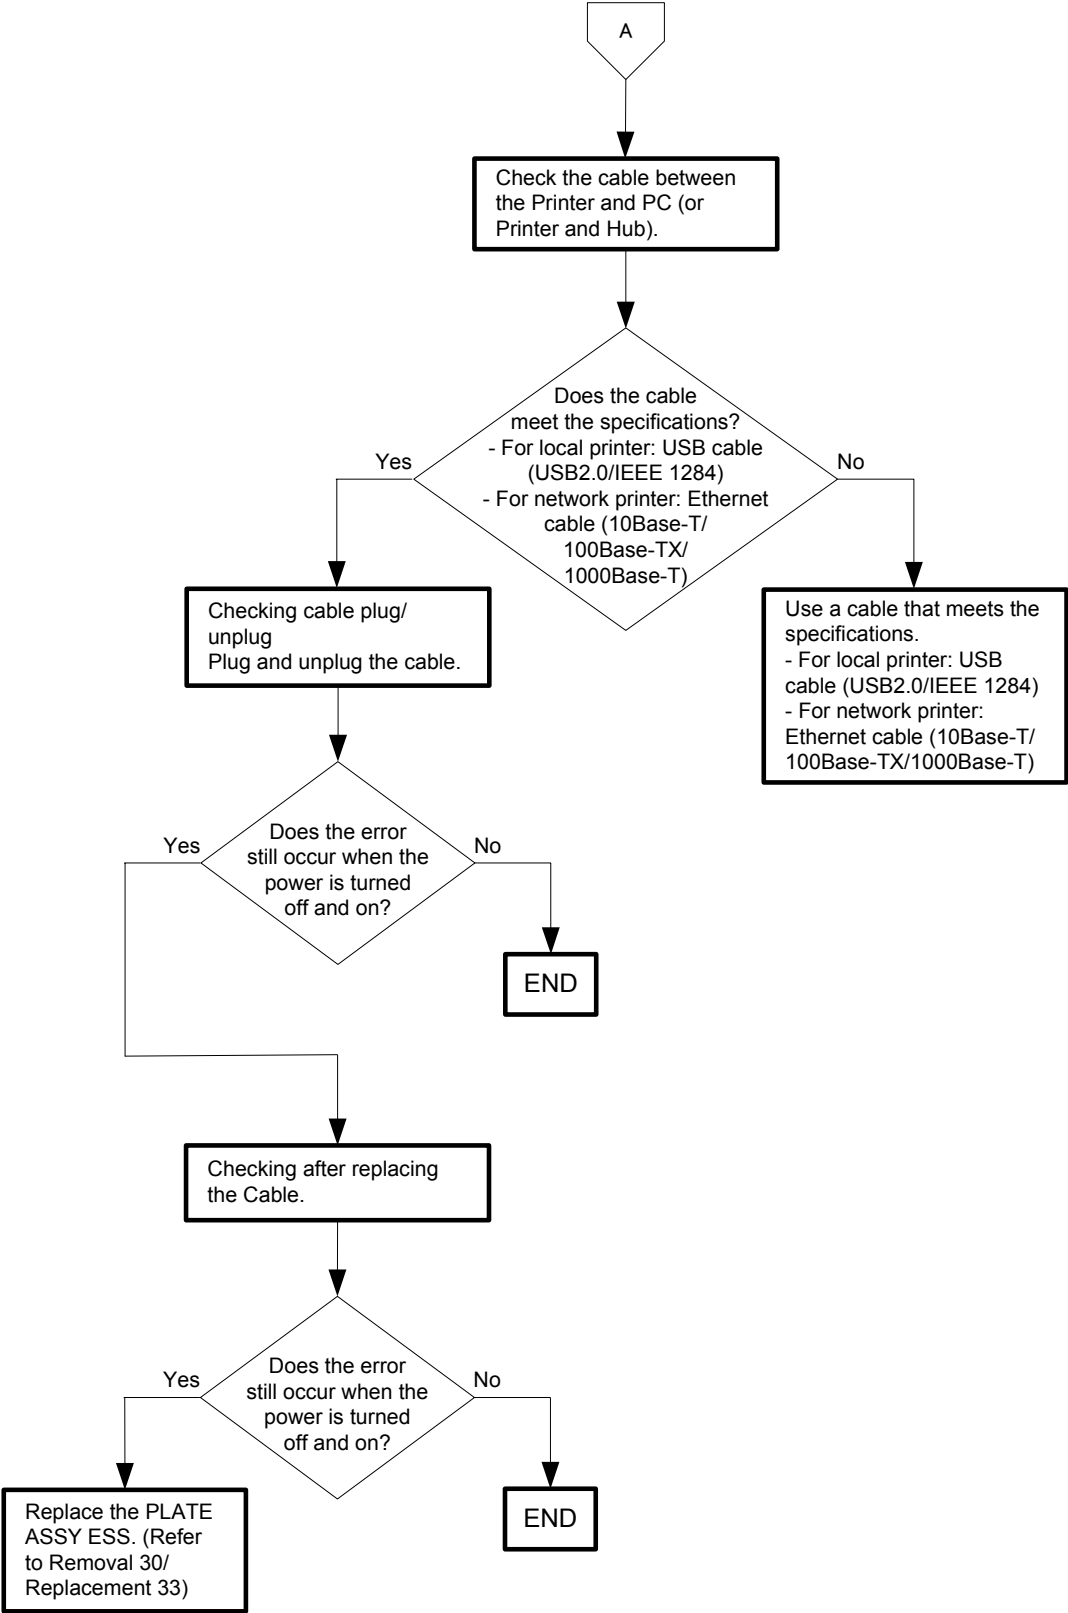 A
Check the cable between
the Printer and PC (or
Printer and Hub).
Does the cable
meet the specifications?
- For local printer: USB cable
(USB2.0/IEEE 1284)
- For network printer: Ethernet
cable (10Base-T/
100Base-TX/
1000Base-T)
Yes
No
Checking cable plug/
unplug
Plug and unplug the cable.
Use a cable that meets the
specifications.
- For local printer: USB
cable (USB2.0/IEEE 1284)
- For network printer:
Ethernet cable (10Base-T/
100Base-TX/1000Base-T)
Does the error
still occur when the
power is turned
off and on?
Yes
No
END
Checking after replacing
the Cable.
Does the error
still occur when the
power is turned
off and on?
Yes
No
Replace the PLATE
ASSY ESS. (Refer
to Removal 30/
Replacement 33)
END